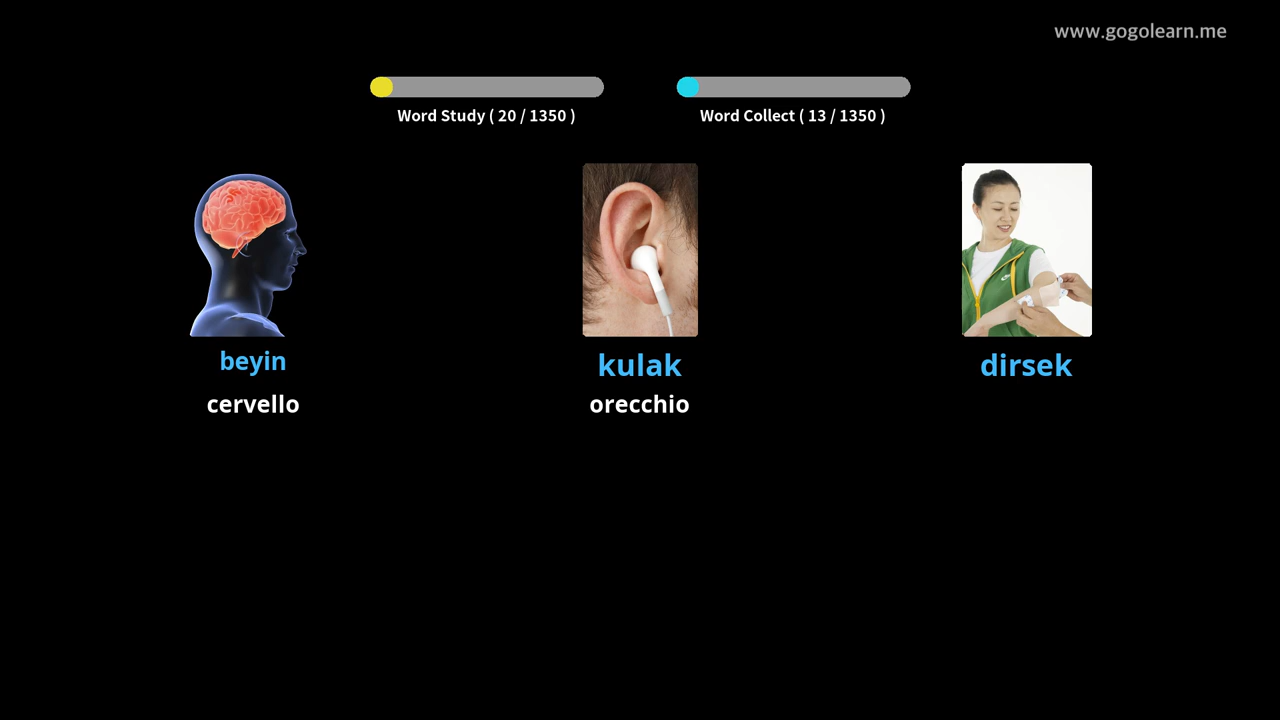 www.gogolearn.me
Word Study ( 20 / 1350 )
Word Collect ( 13 / 1350 )
beyin
kulak
dirsek
cervello
orecchio